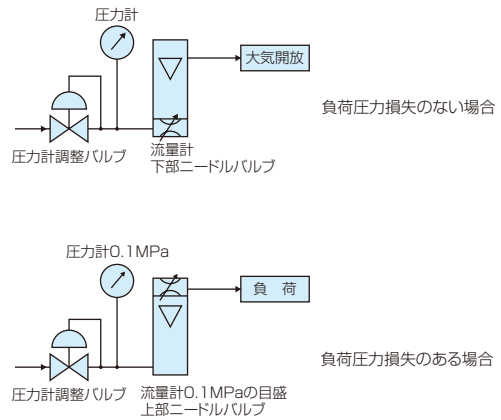 圧力計
大気開放
負荷圧力損失のない場合
圧力計調整バルブ
流量計
下部ニードルバルブ
圧力計0.1MPa
負 荷
負荷圧力損失のある場合
圧力計調整バルブ
流量計0.1MPaの目盛
上部ニードルバルブ